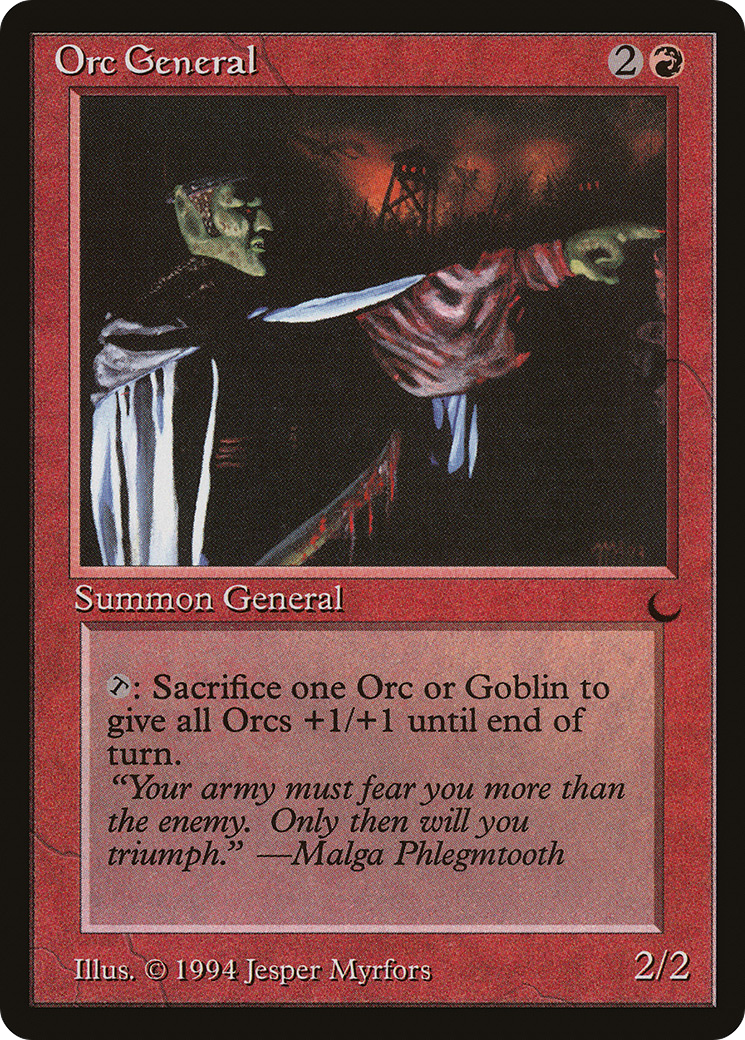 Orc General 2
Summon General
T: Sacrifice one Orc or Goblin to
give all Orcs +1/+1 until end of
turn.
“Your army must fear you more than
the enemy. Only then will you
triumph.” —Malga Phlegmtooth
Illus. © 1994 Jesper Myrfors 2/2